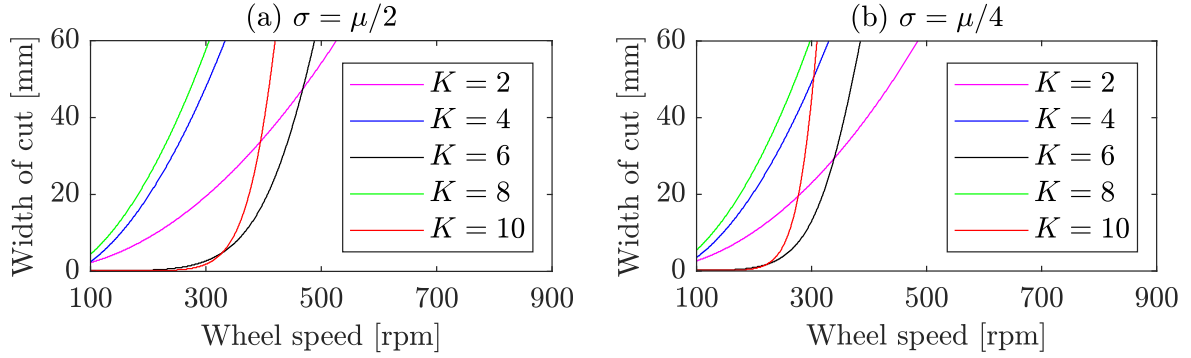 (a) σ = μ/2
Width of cut [mm]
60
40
20
0
100 300 500 700 900
Wheel speed [rpm]
K = 2
K = 4
K = 6
K = 8
K = 10
(b) σ = μ/4
Width of cut [mm]
60
40
20
0
100 300 500 700 900
Wheel speed [rpm]
K = 2
K = 4
K = 6
K = 8
K = 10